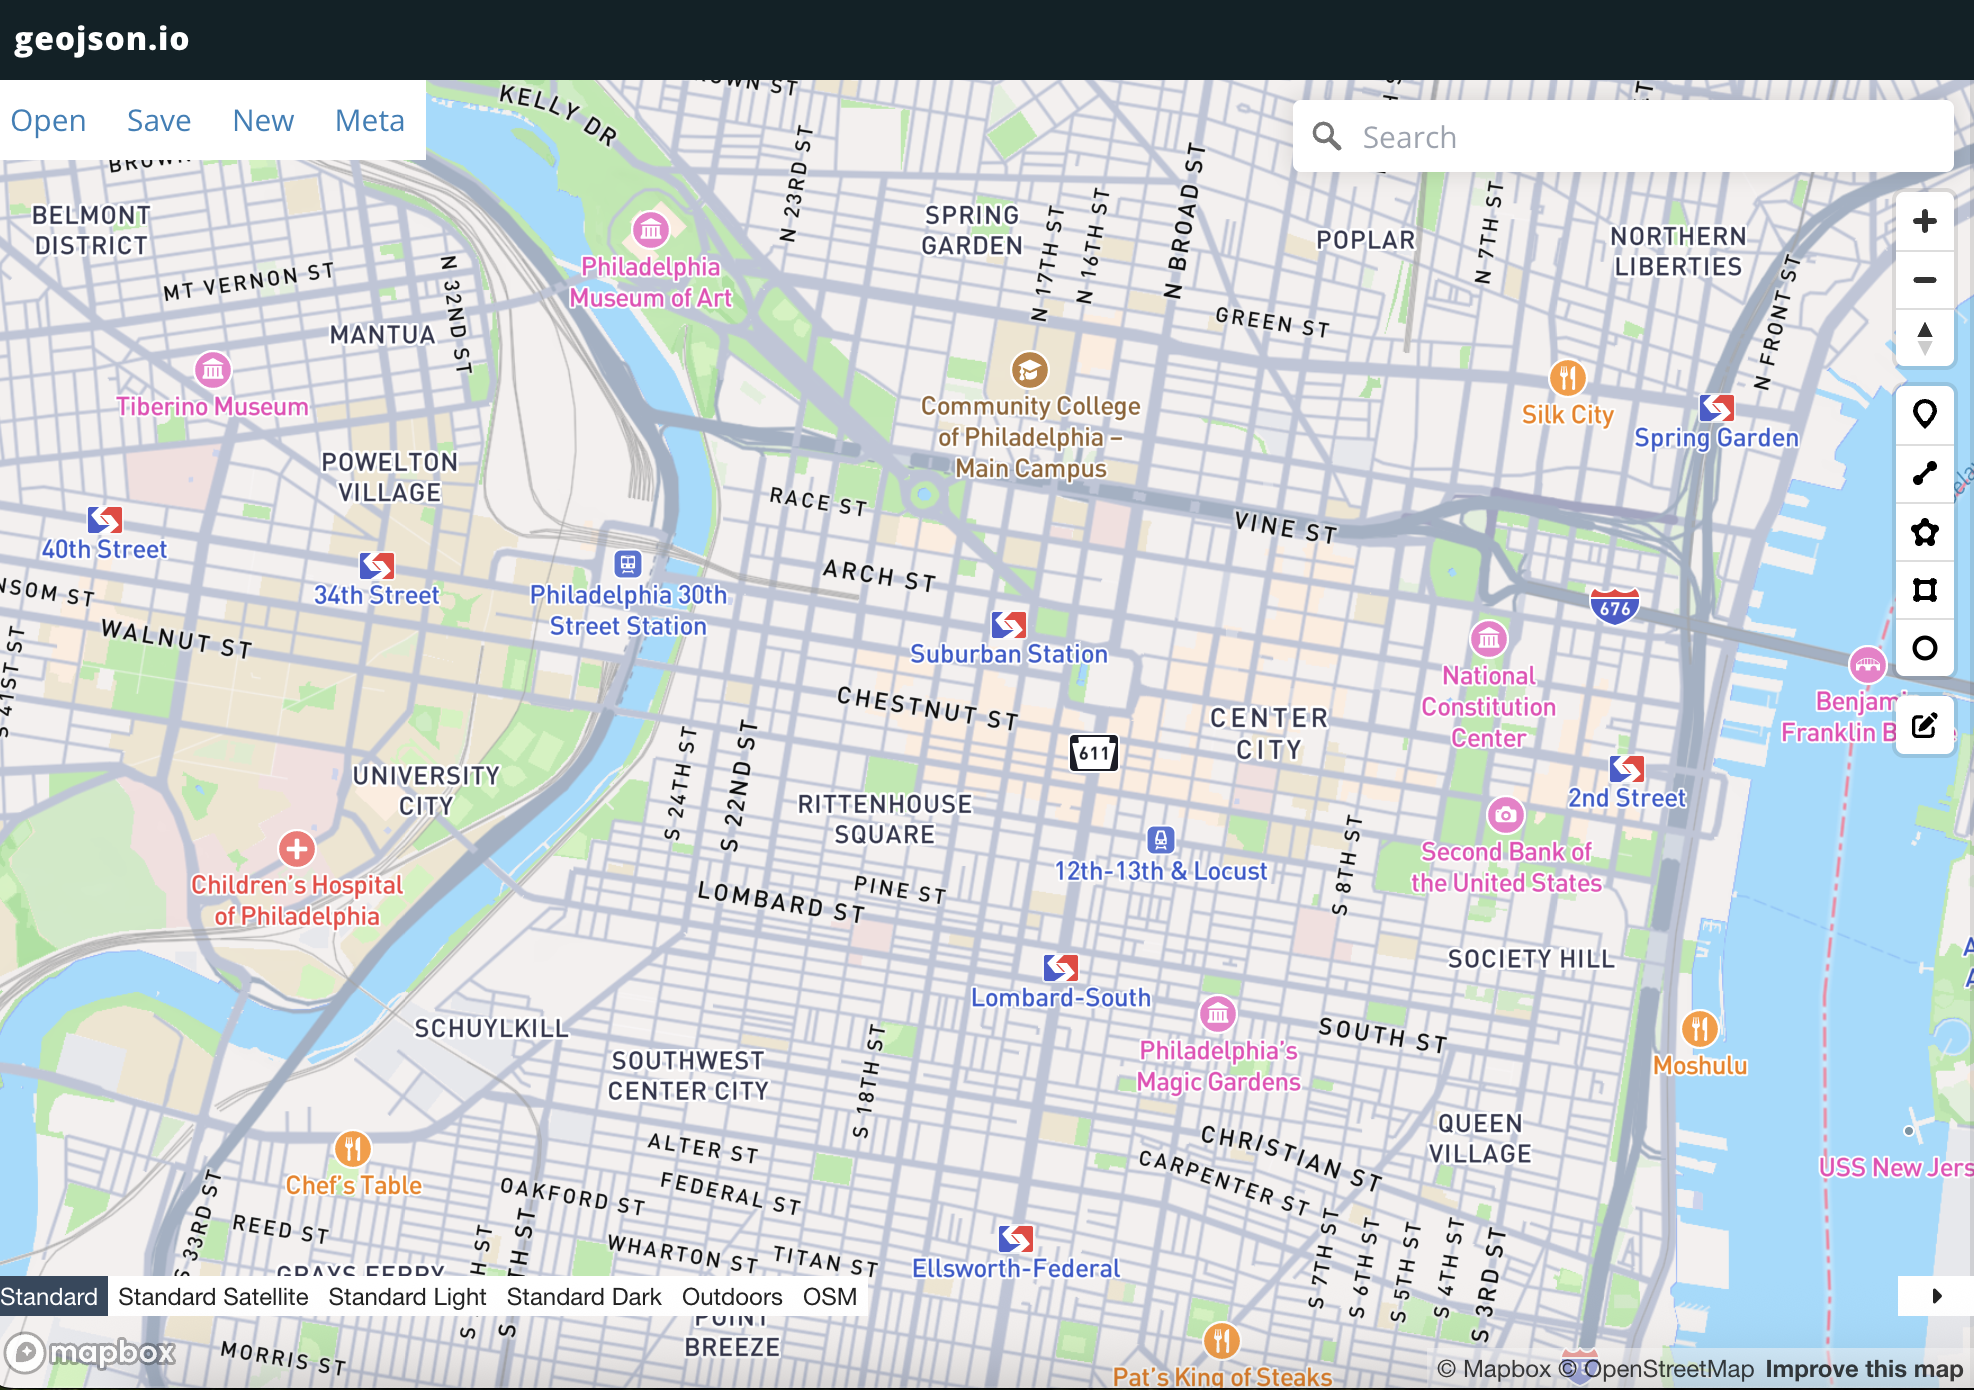 geojson.io
Open Save New Meta
Search
KELLY DR
N 23RD ST
N 17TH ST
N 16TH ST
N BROAD ST
N 7TH ST
N FRONT ST
BELMONT
DISTRICT
SPRING
GARDEN
POPLAR
NORTHERN
LIBERTIES
MT VERNON ST
N 32ND ST
Philadelphia
Museum of Art
GREEN ST
MANTUA
Tiberino Museum
Community College
of Philadelphia –
Main Campus
Silk City
Spring Garden
POWELTON
VILLAGE
RACE ST
VINE ST
40th Street
34th Street
Philadelphia 30th
Street Station
ARCH ST
676
NSOM ST
WALNUT ST
S 41ST ST
Suburban Station
National
Constitution
Center
Benjam
Franklin B
CHESTNUT ST
CENTER
CITY
611
S 24TH ST
S 22ND ST
UNIVERSITY
CITY
RITTENHOUSE
SQUARE
2nd Street
12th-13th & Locust
S 8TH ST
Second Bank of
the United States
Children's Hospital
of Philadelphia
LOMBARD ST
PINE ST
SOCIETY HILL
Lombard-South
SCHUYLKILL
SOUTHWEST
CENTER CITY
S 18TH ST
Philadelphia's
Magic Gardens
SOUTH ST
Moshulu
QUEEN
VILLAGE
CHRISTIAN ST
CARPENTER ST
USS New Jers
ALTER ST
FEDERAL ST
OAKFORD ST
Chef's Table
REED ST
S 33RD ST
WHARTON ST
TITAN ST
Ellsworth-Federal
S 7TH ST
S 6TH ST
S 5TH ST
S 4TH ST
S 3RD ST
GRAYS FERRY
Standard Standard Satellite Standard Light Standard Dark Outdoors OSM
POINT
BREEZE
MORRIS ST
mapbox
Pat's King of Steaks
© Mapbox © OpenStreetMap Improve this map